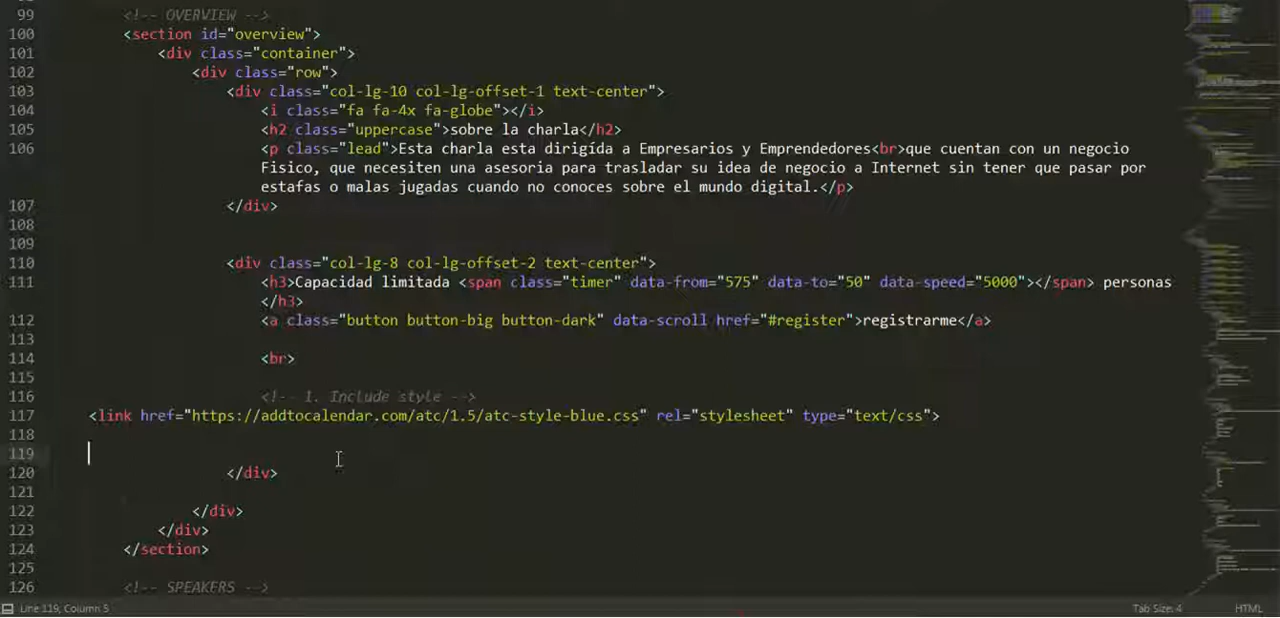 99 <!-- OVERVIEW -->
100 <section id="overview">
101 <div class="container">
102 <div class="row">
103 <div class="col-lg-10 col-lg-offset-1 text-center">
104 <i class="fa fa-4x fa-globe"></i>
105 <h2 class="uppercase">sobre la charla</h2>
106 <p class="lead">Esta charla esta dirigída a Empresarios y Emprendedores<br>que cuentan con un negocio
Fisico, que necesiten una asesoria para trasladar su idea de negocio a Internet sin tener que pasar por
estafas o malas jugadas cuando no conoces sobre el mundo digital.</p>
107 </div>
108
109
110 <div class="col-lg-8 col-lg-offset-2 text-center">
111 <h3>Capacidad limitada <span class="timer" data-from="575" data-to="50" data-speed="5000"></span> personas
</h3>
112 <a class="button button-big button-dark" data-scroll href="#register">registrarme</a>
113
114 <br>
115
116 <!-- 1. Include style -->
117 <link href="https://addtocalendar.com/atc/1.5/atc-style-blue.css" rel="stylesheet" type="text/css">
118
119
120 </div>
121
122 </div>
123 </div>
124 </section>
125
126 <!-- SPEAKERS -->
Line 119, Column 5 Tab Size: 4 HTML